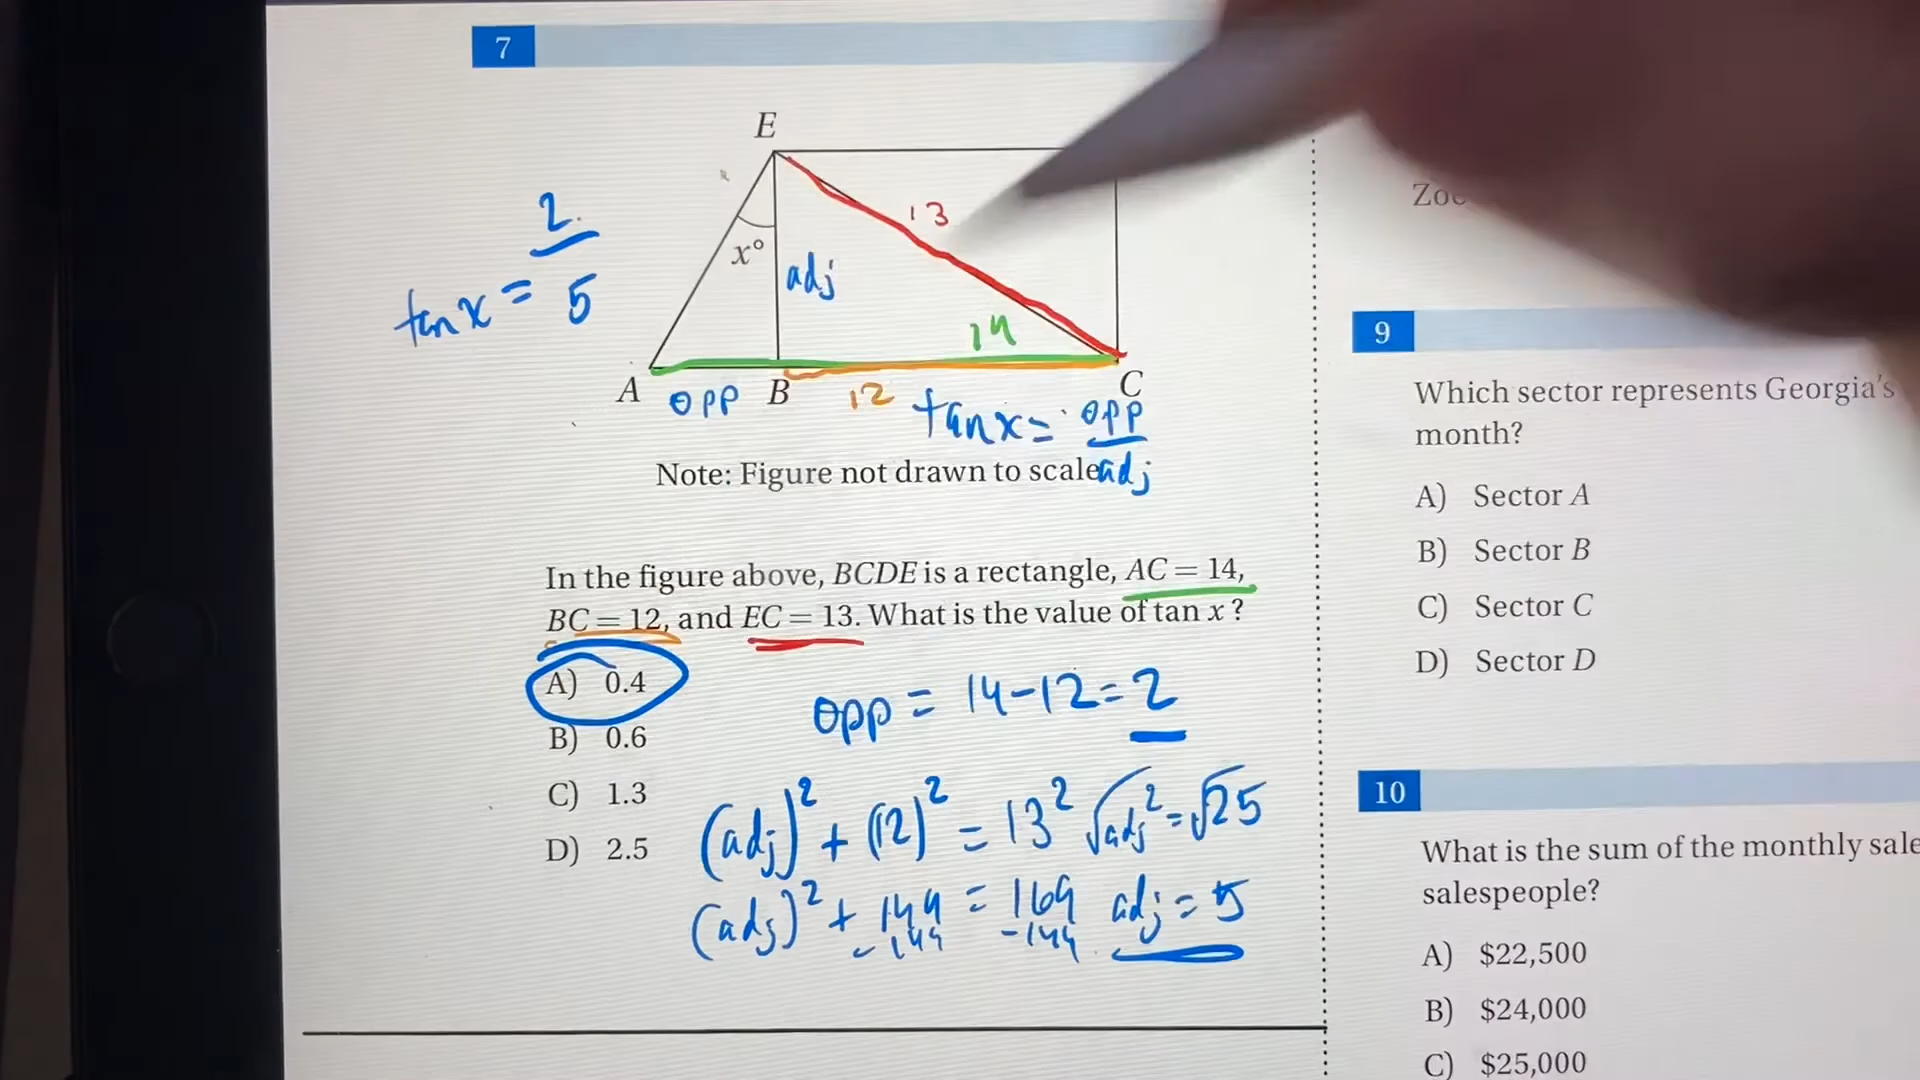 7
E
13
x°
adj
tan x = 2/5
14
A
B
C
opp
12
tan x = opp/adj
Note: Figure not drawn to scale
In the figure above, BCDE is a rectangle, AC = 14,
BC = 12, and EC = 13. What is the value of tan x ?
A) 0.4
B) 0.6
C) 1.3
D) 2.5
opp = 14-12 = 2
(adj)² + (12)² = 13²
√adj² = √25
(adj)² + 144 = 169
-144 -144
adj = 5
9
Which sector represents Georgia's
month?
A) Sector A
B) Sector B
C) Sector C
D) Sector D
10
What is the sum of the monthly sale
salespeople?
A) $22,500
B) $24,000
C) $25,000